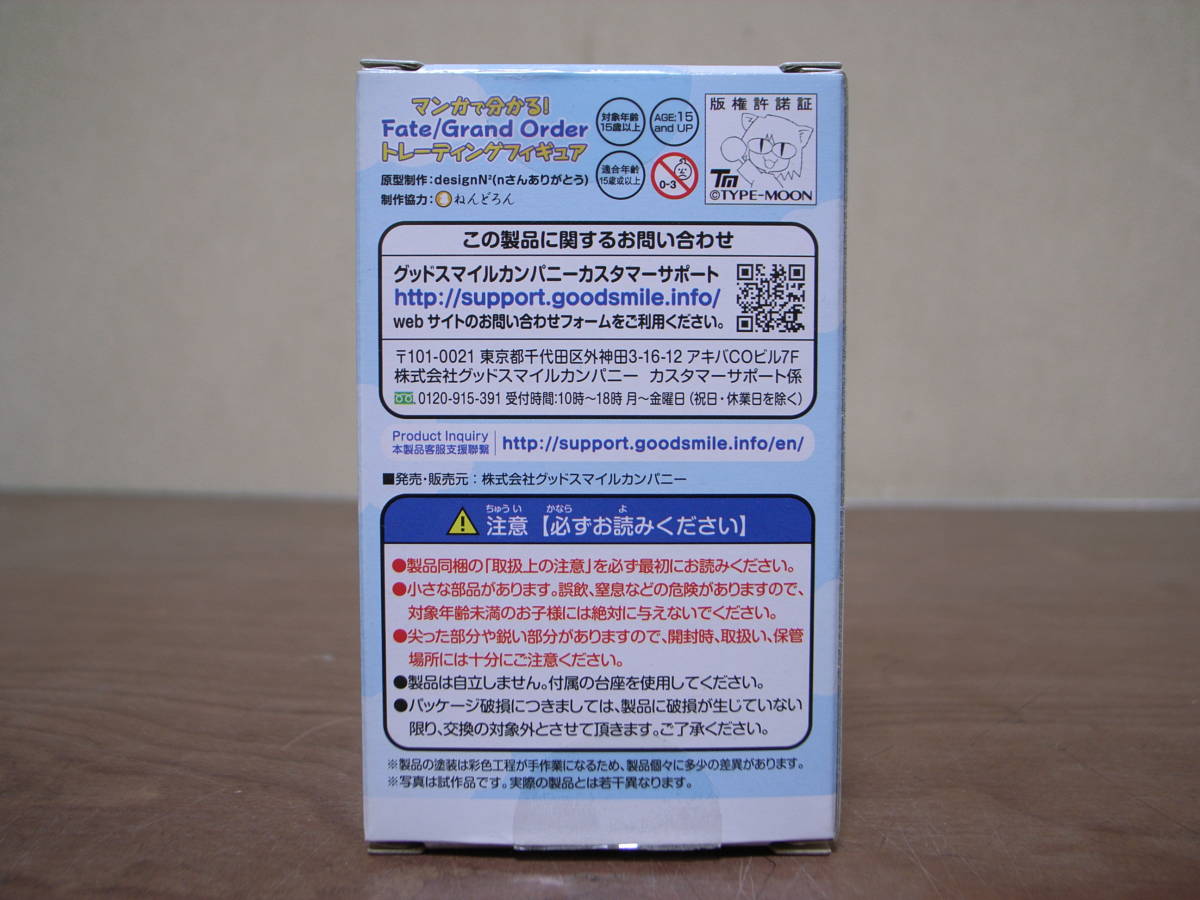 マンガで分かる!
Fate/Grand Order
トレーディングフィギュア
原型制作:designN²(nさんありがとう)
制作協力: ねんどろん
対象年齢
15歳以上
AGE:15
and UP
適合年齢
15歳或以上
0-3
版権許諾証
TM
©TYPE-MOON
この製品に関するお問い合わせ
グッドスマイルカンパニーカスタマーサポート
http://support.goodsmile.info/
webサイトのお問い合わせフォームをご利用ください。
〒101-0021 東京都千代田区外神田3-16-12 アキバCOビル7F
株式会社グッドスマイルカンパニー カスタマーサポート係
0120-915-391 受付時間:10時~18時 月~金曜日(祝日・休業日を除く)
Product Inquiry
本製品客服支援聯繫
http://support.goodsmile.info/en/
■発売・販売元:株式会社グッドスマイルカンパニー
ちゅうい かなら よ
注意【必ずお読みください】
●製品同梱の「取扱上の注意」を必ず最初にお読みください。
●小さな部品があります。誤飲、窒息などの危険がありますので、
対象年齢未満のお子様には絶対に与えないでください。
●尖った部分や鋭い部分がありますので、開封時、取扱い、保管
場所には十分にご注意ください。
●製品は自立しません。付属の台座を使用してください。
●パッケージ破損につきましては、製品に破損が生じていない
限り、交換の対象外とさせて頂きます。ご了承ください。
※製品の塗装は彩色工程が手作業になるため、製品個々に多少の差異があります。
※写真は試作品です。実際の製品とは若干異なります。